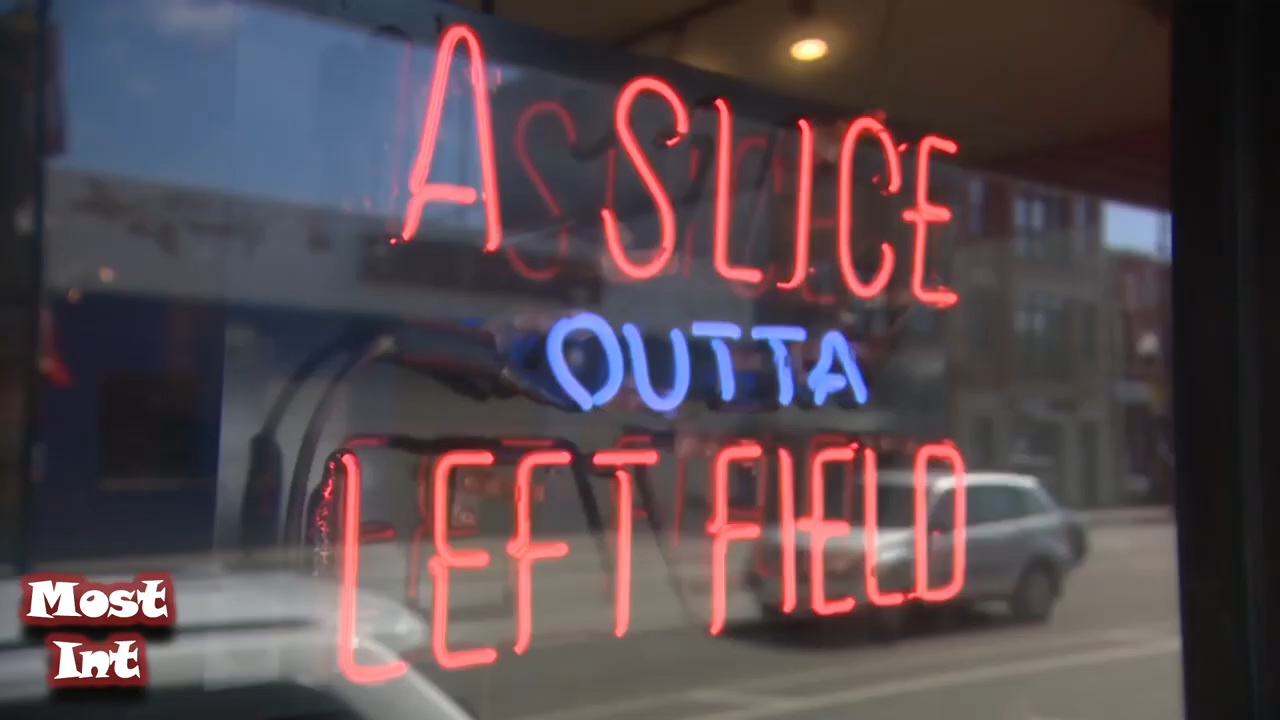 A SLICE
OUTTA
LEFT FIELD
Most
Int